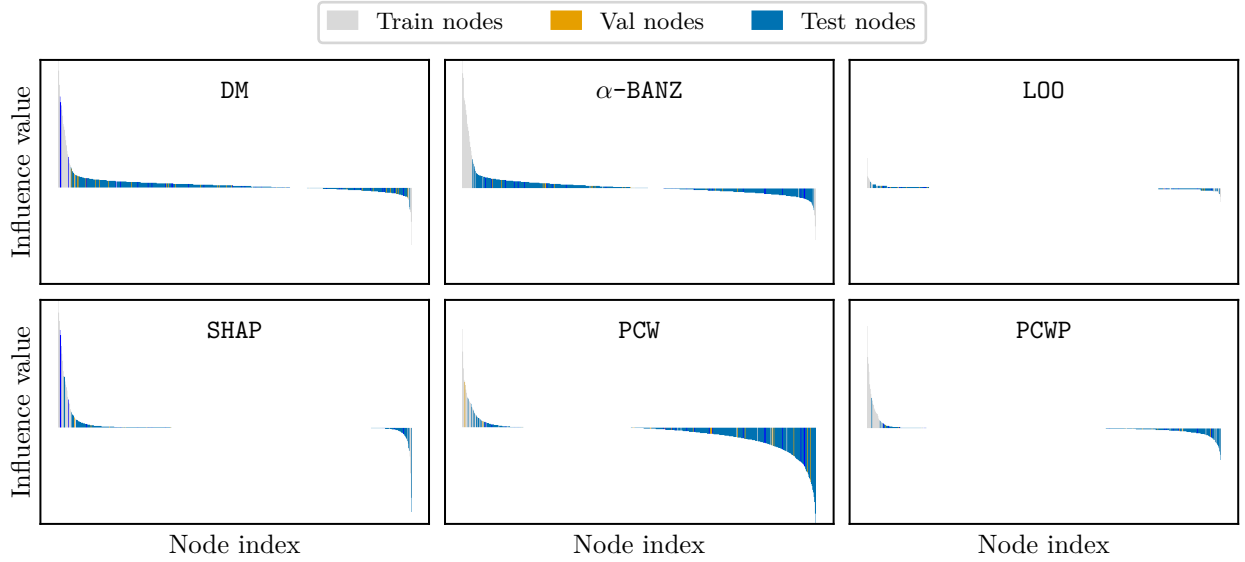 Train nodes Val nodes Test nodes
DM
α-BANZ
LOO
Influence value
SHAP
PCW
PCWP
Influence value
Node index
Node index
Node index